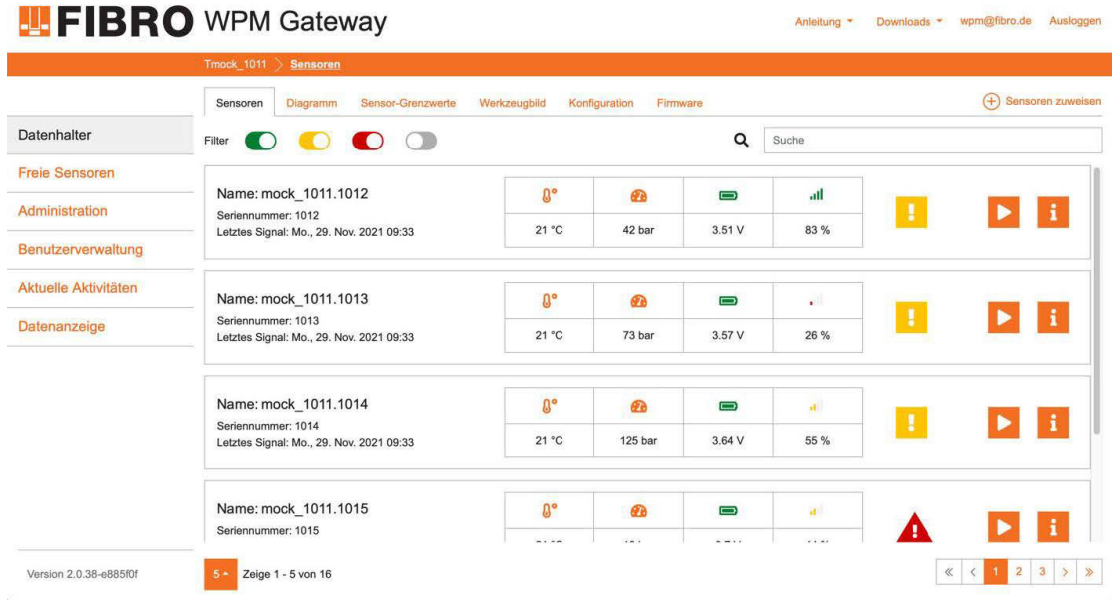 FIBRO WPM Gateway
Anleitung Downloads wpm@fibro.de Ausloggen
Tmock_1011 Sensoren
Sensoren Diagramm Sensor-Grenzwerte Werkzeugbild Konfiguration Firmware Sensoren zuweisen
Datenhalter
Freie Sensoren
Administration
Benutzerverwaltung
Aktuelle Aktivitäten
Datenanzeige
Filter Suche
Name: mock_1011.1012
Seriennummer: 1012
Letztes Signal: Mo., 29. Nov. 2021 09:33
21 °C 42 bar 3.51 V 83 %
Name: mock_1011.1013
Seriennummer: 1013
Letztes Signal: Mo., 29. Nov. 2021 09:33
21 °C 73 bar 3.57 V 26 %
Name: mock_1011.1014
Seriennummer: 1014
Letztes Signal: Mo., 29. Nov. 2021 09:33
21 °C 125 bar 3.64 V 55 %
Name: mock_1011.1015
Seriennummer: 1015
Version 2.0.38-e885f0f
5 Zeige 1 - 5 von 16
« < 1 2 3 > »